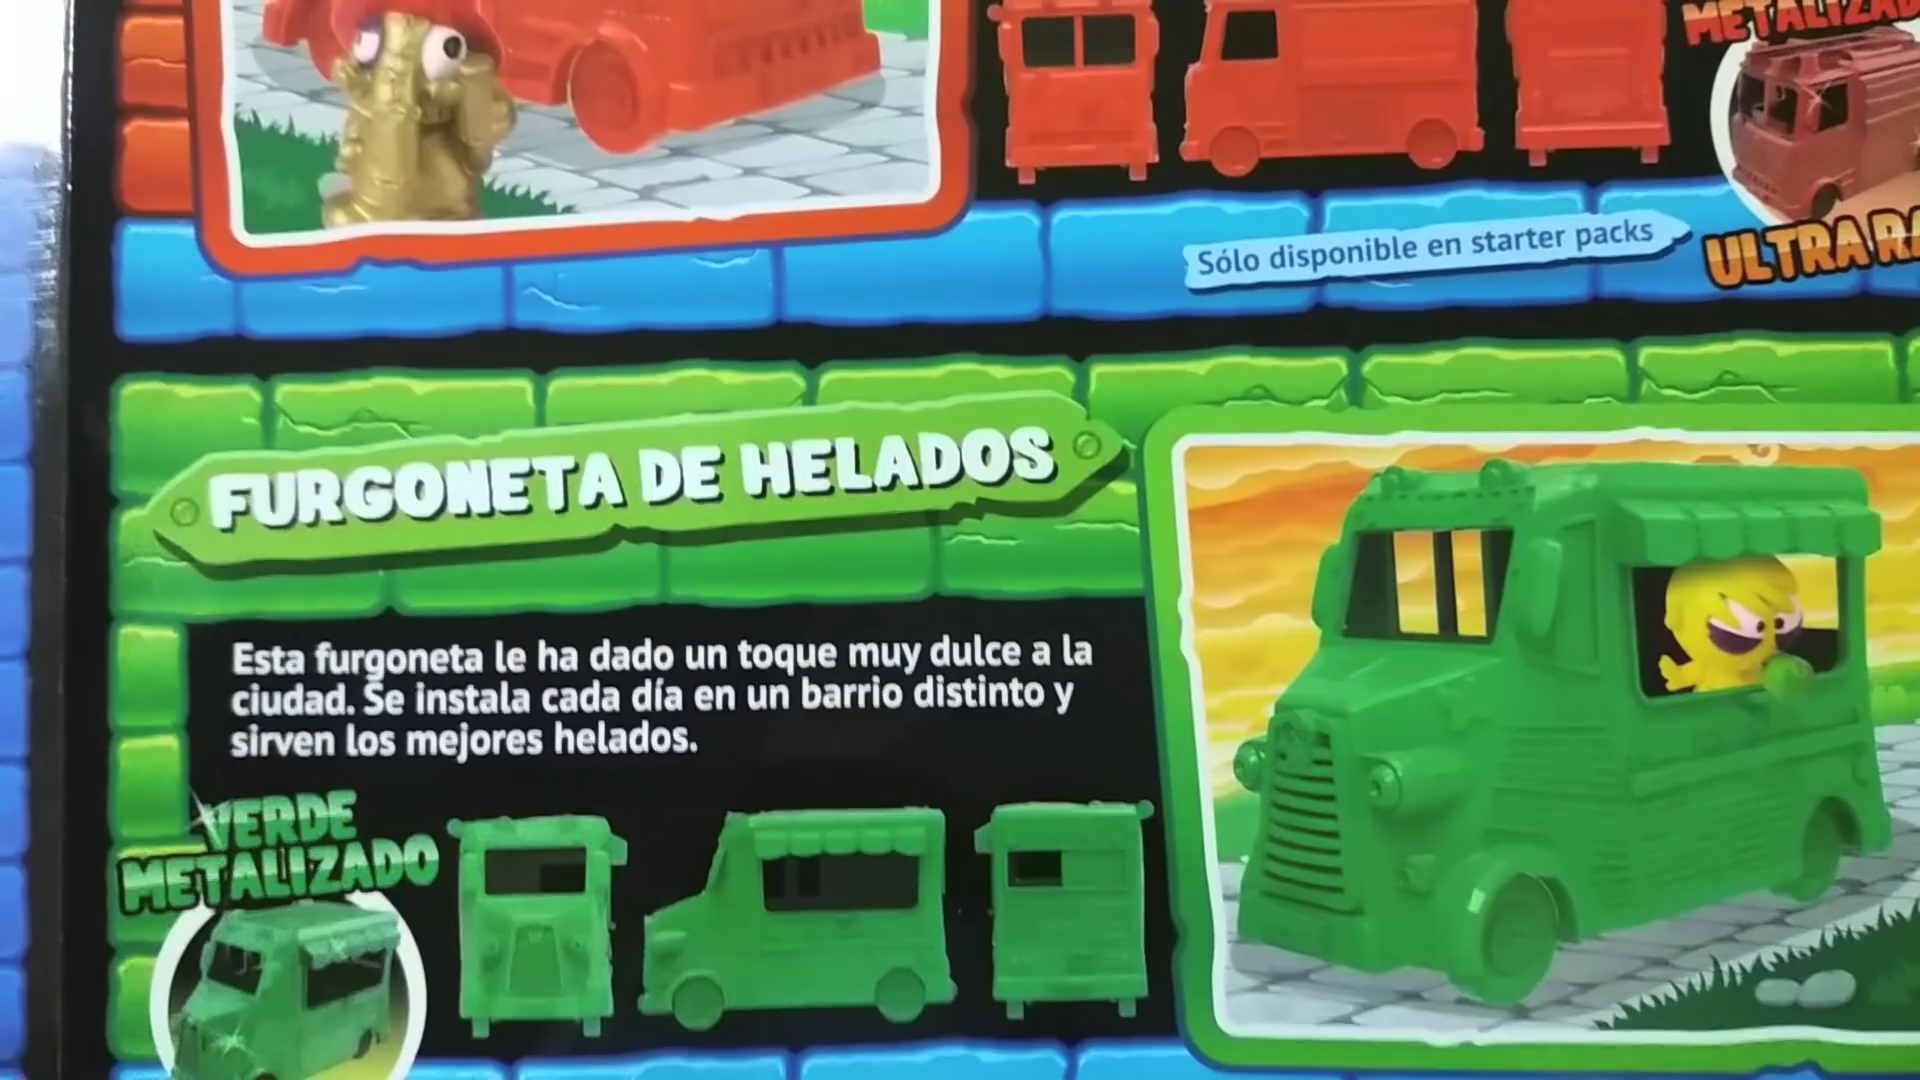 METALIZADO
Sólo disponible en starter packs
ULTRA
FURGONETA DE HELADOS
Esta furgoneta le ha dado un toque muy dulce a la
ciudad. Se instala cada día en un barrio distinto y
sirven los mejores helados.
VERDE
METALIZADO